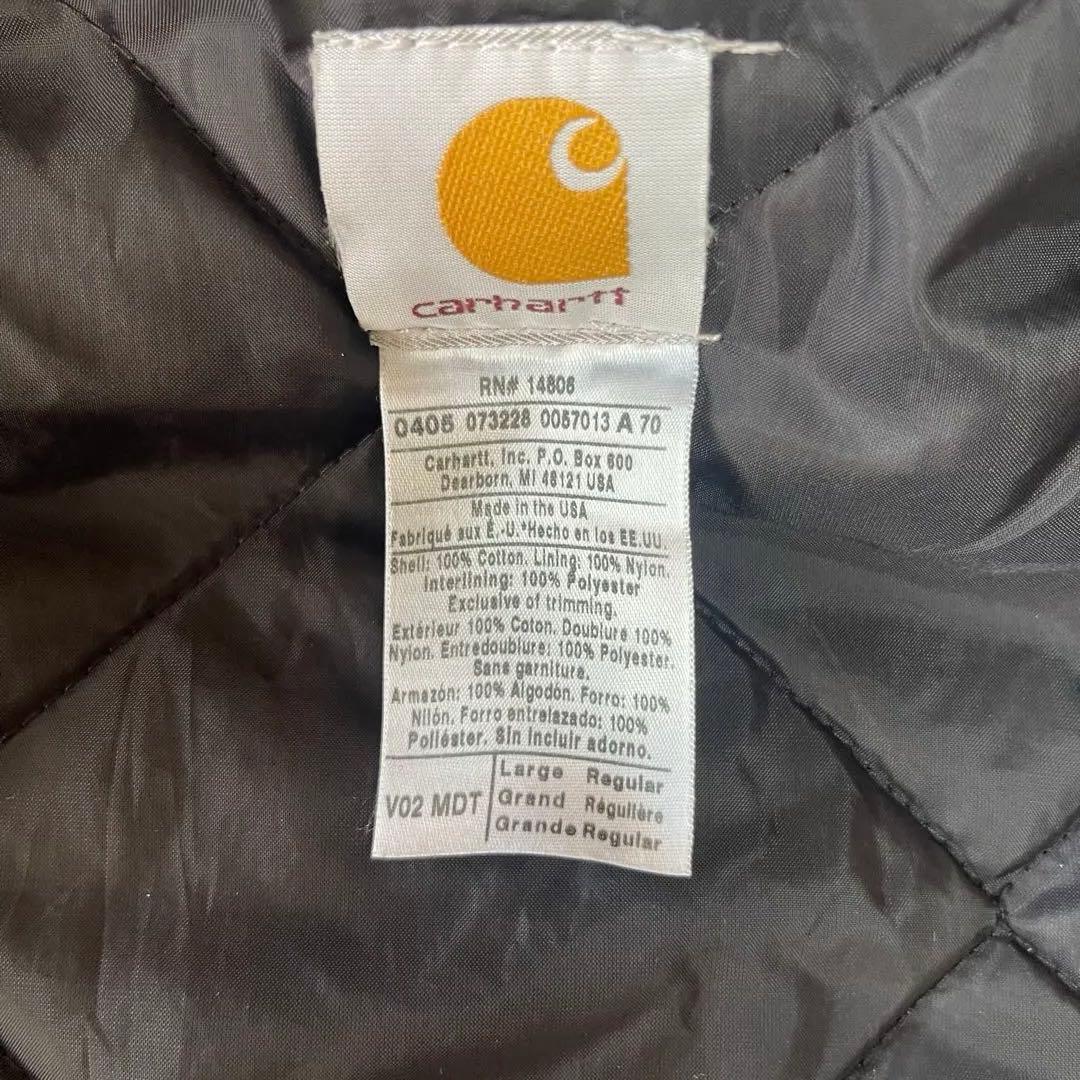 carhartt
RN# 14806
0405 073228 0057013 A 70
Carhartt, Inc. P.O. Box 600
Dearborn, MI 48121 USA
Made in the USA
Fabriqué aux É.-U.*Hecho en los EE.UU.
Shell: 100% Cotton. Lining: 100% Nylon.
Interlining: 100% Polyester
Exclusive of trimming.
Extérieur 100% Coton. Doublure 100%
Nylon. Entredoublure: 100% Polyester.
Sans garniture.
Armazón: 100% Algodón. Forro: 100%
Nilón. Forro entrelazado: 100%
Poliéster. Sin incluir adorno.
V02 MDT
Large Regular
Grand Régulière
Grande Regular